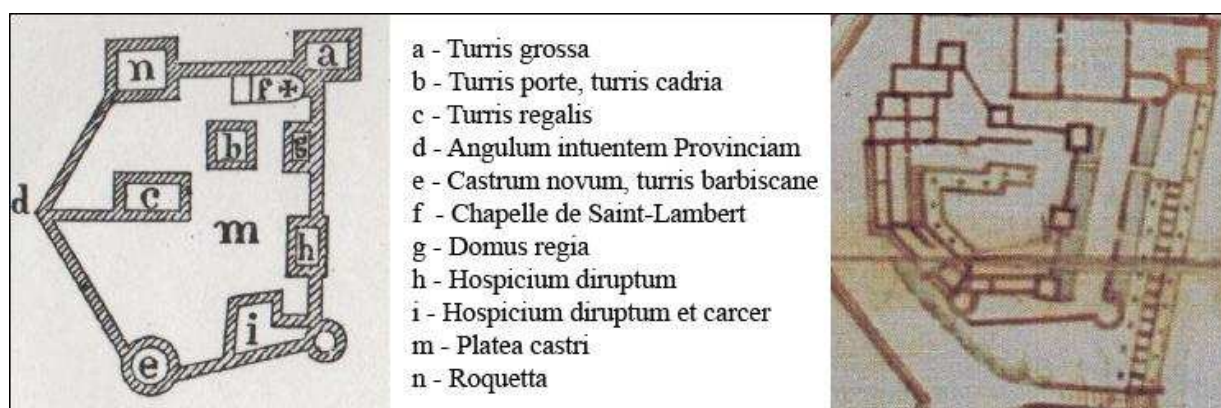 n
a
f
b
g
d
c
m
h
i
e
a - Turris grossa
b - Turris porte, turris cadria
c - Turris regalis
d - Angulum intuentem Provinciam
e - Castrum novum, turris barbiscane
f - Chapelle de Saint-Lambert
g - Domus regia
h - Hospicium diruptum
i - Hospicium diruptum et carcer
m - Platea castri
n - Roquetta